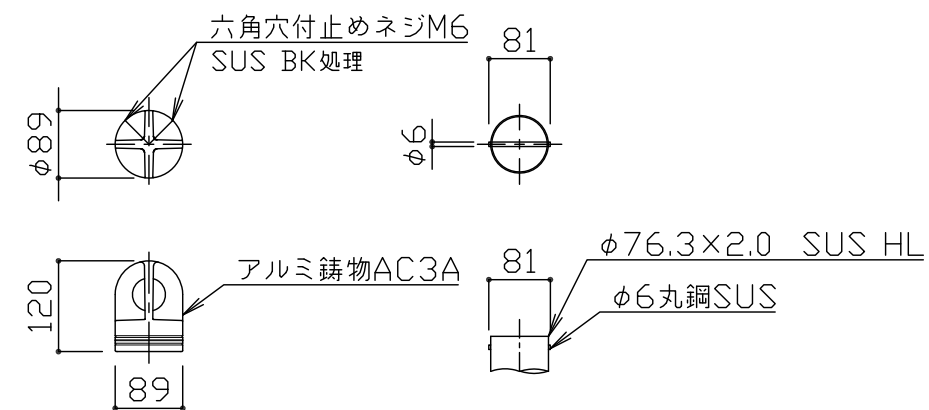 六角穴付止めネジM6
SUS BK処理
81
φ89
φ6
φ76.3×2.0 SUS HL
81
アルミ鋳物AC3A
φ6丸鋼SUS
120
89